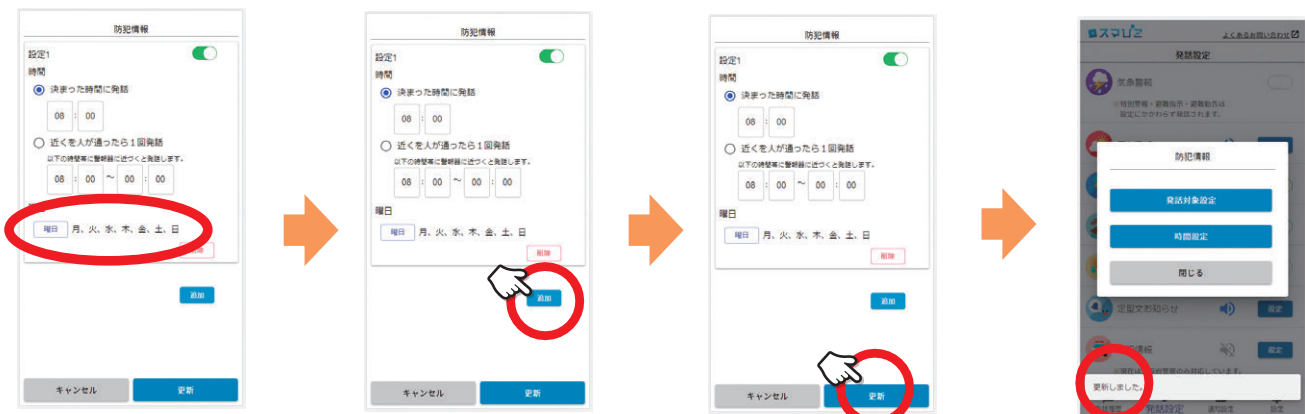 防犯情報
設定1
時間
決まった時間に発話
08 : 00
近くを人が通ったら1回発話
以下の時間帯に警報器に近づくと発話します。
08 : 00 〜 00 : 00
曜日 月、火、水、木、金、土、日
削除
追加
キャンセル 更新
防犯情報
設定1
時間
決まった時間に発話
08 : 00
近くを人が通ったら1回発話
以下の時間帯に警報器に近づくと発話します。
08 : 00 〜 00 : 00
曜日
曜日 月、火、水、木、金、土、日
削除
追加
キャンセル 更新
防犯情報
設定1
時間
決まった時間に発話
08 : 00
近くを人が通ったら1回発話
以下の時間帯に警報器に近づくと発話します。
08 : 00 〜 00 : 00
曜日
曜日 月、火、水、木、金、土、日
削除
追加
キャンセル 更新
スマピエ よくあるお問い合わせ
発話設定
気象警報
※特別警報・避難指示・避難勧告は
設定にかかわらず発話されます。
防犯情報
発話対象設定
時間設定
閉じる
定型文お知らせ 設定
情報 設定
更新しました。
発話設定 通知設定 設定